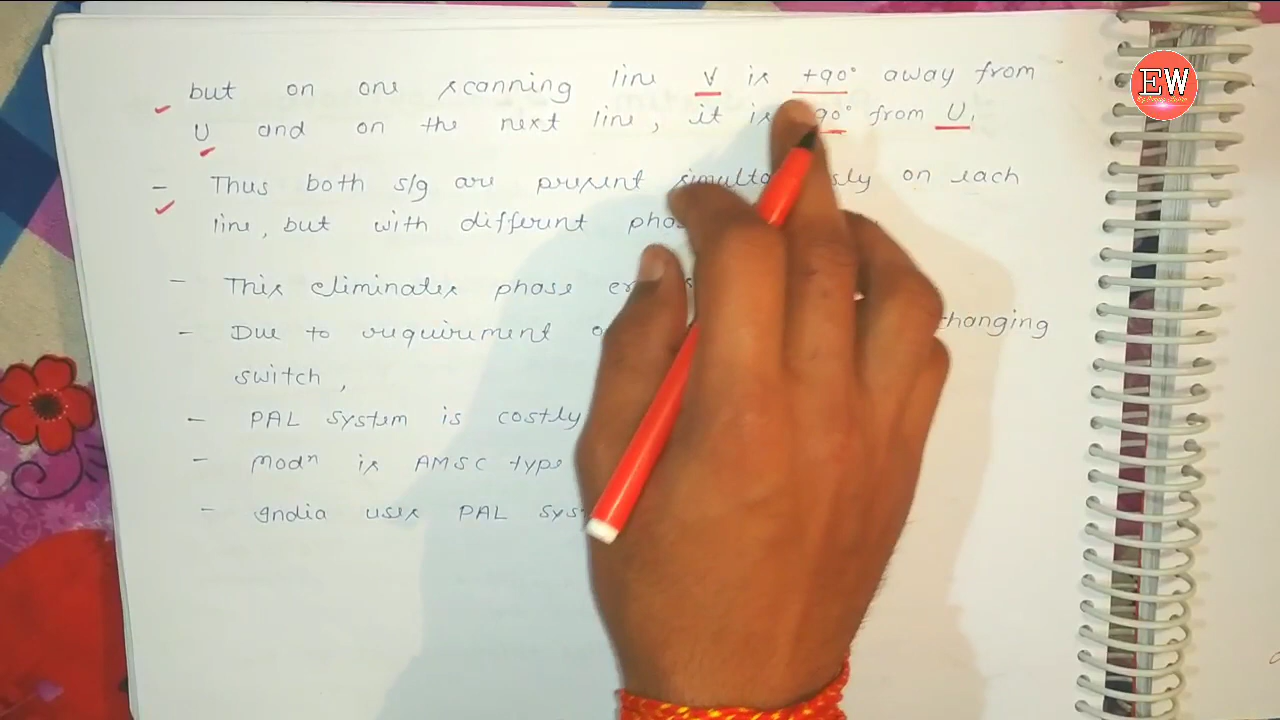 but on one scanning line V is +90° away from
U and on the next line, it is 90° from U.
- Thus both s/g are present on each
line, but with different
- This eliminates phase
- Due to requirement changing
switch,
- PAL system is costly
- Modn is AMSC type
- India uses PAL
EW